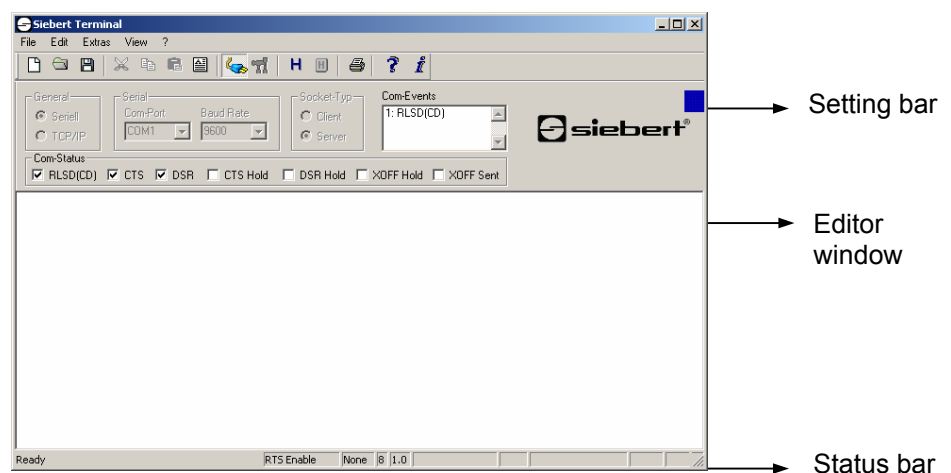 Siebert Terminal
File Edit Extras View ?
H H ? i
General Serial Socket-Typ Com-Events
Seriell Com-Port Baud Rate Client 1: RLSD(CD)
TCP/IP COM1 9600 Server
siebert®
Setting bar
Com-Status
RLSD(CD) CTS DSR CTS Hold DSR Hold XOFF Hold XOFF Sent
Editor
window
Ready RTS Enable None 8 1.0
Status bar